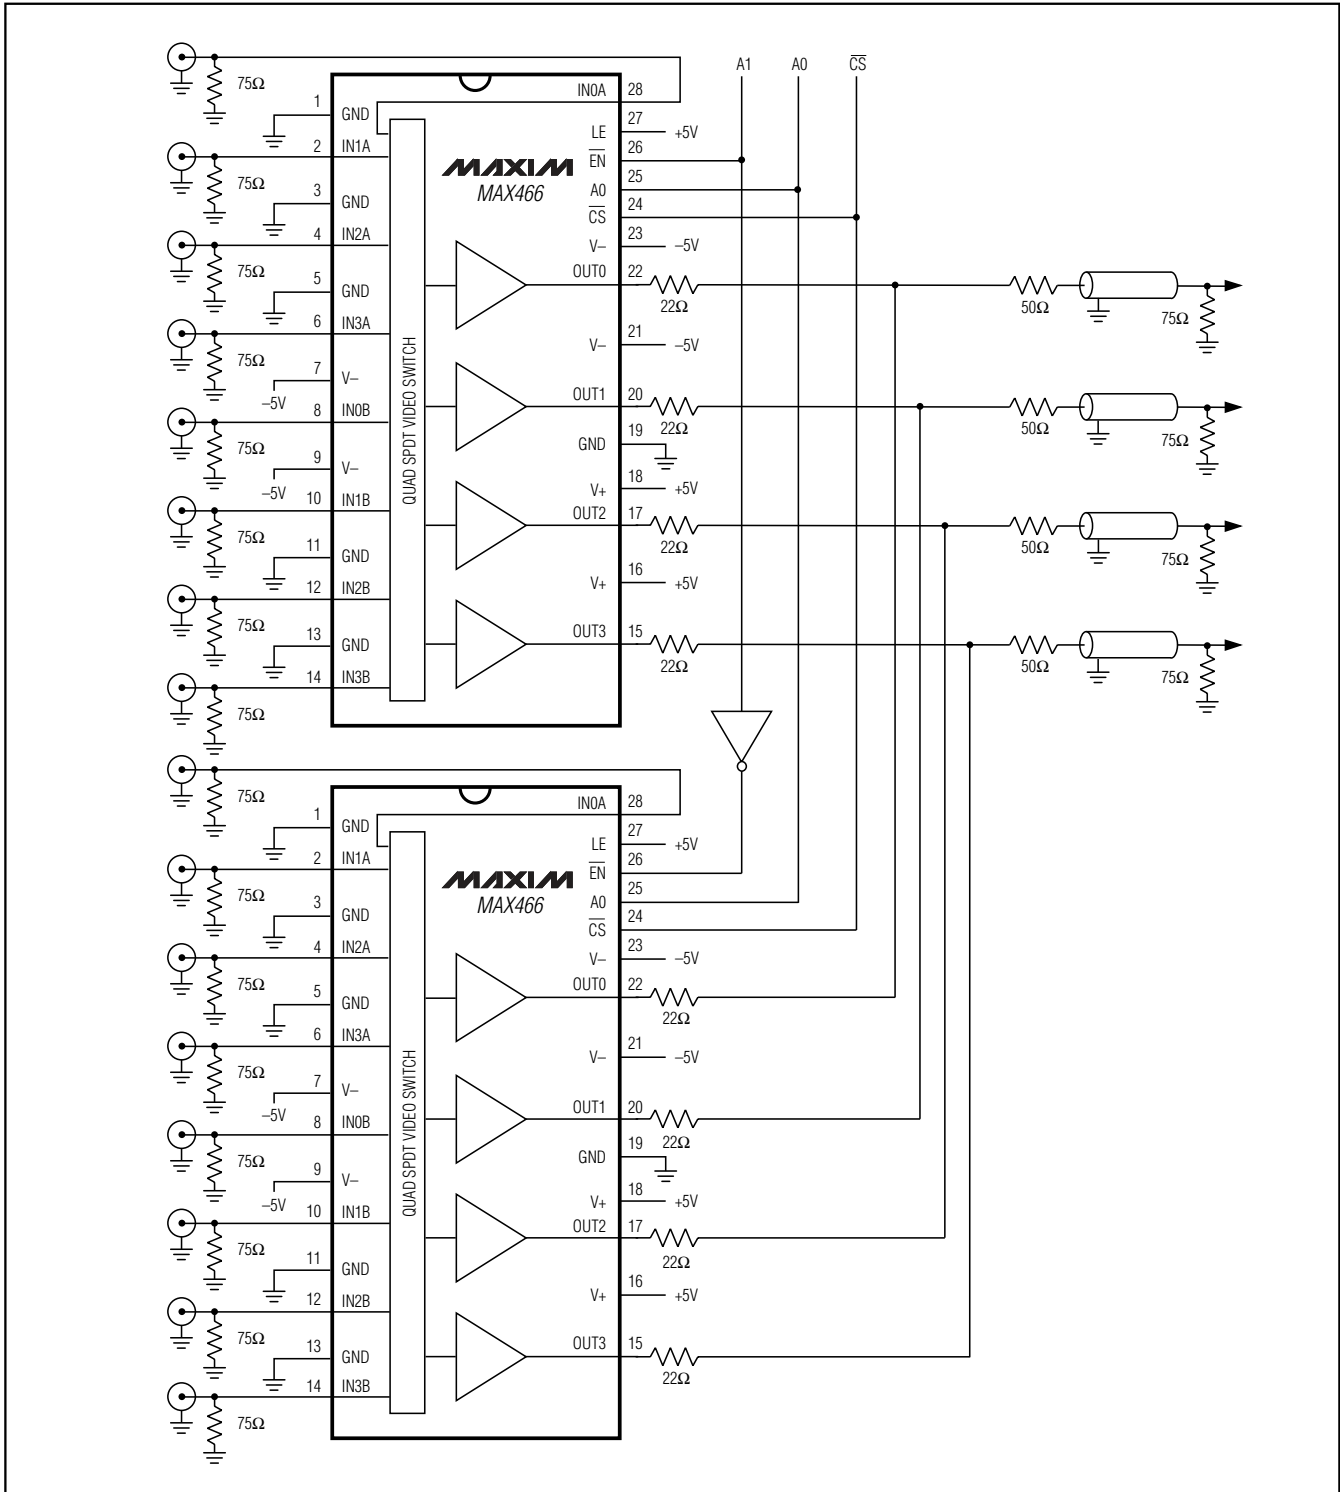 A1 A0 C̅S̅
75Ω
IN0A 28
1 GND
27
LE +5V
26
2 IN1A
E̅N̅
MAXIM
MAX466
25
A0
75Ω
24
3 GND
C̅S̅
23
V– –5V
4 IN2A
OUT0 22
22Ω
50Ω
75Ω
75Ω
5 GND
6 IN3A
21
V– –5V
75Ω
7 V–
–5V
QUAD SPDT VIDEO SWITCH
OUT1 20
22Ω
50Ω
75Ω
8 IN0B
19
GND
75Ω
9 V–
–5V
18
V+ +5V
10 IN1B
OUT2 17
22Ω
50Ω
75Ω
75Ω
11 GND
16
V+ +5V
12 IN2B
75Ω
13 GND
OUT3 15
22Ω
50Ω
75Ω
14 IN3B
75Ω
75Ω
IN0A 28
1 GND
27
LE +5V
26
2 IN1A
E̅N̅
MAXIM
MAX466
25
A0
75Ω
24
3 GND
C̅S̅
23
V– –5V
4 IN2A
OUT0 22
22Ω
75Ω
5 GND
6 IN3A
21
V– –5V
75Ω
7 V–
–5V
QUAD SPDT VIDEO SWITCH
OUT1 20
22Ω
8 IN0B
19
GND
75Ω
9 V–
–5V
18
V+ +5V
10 IN1B
OUT2 17
22Ω
75Ω
11 GND
16
V+ +5V
12 IN2B
75Ω
13 GND
OUT3 15
22Ω
14 IN3B
75Ω